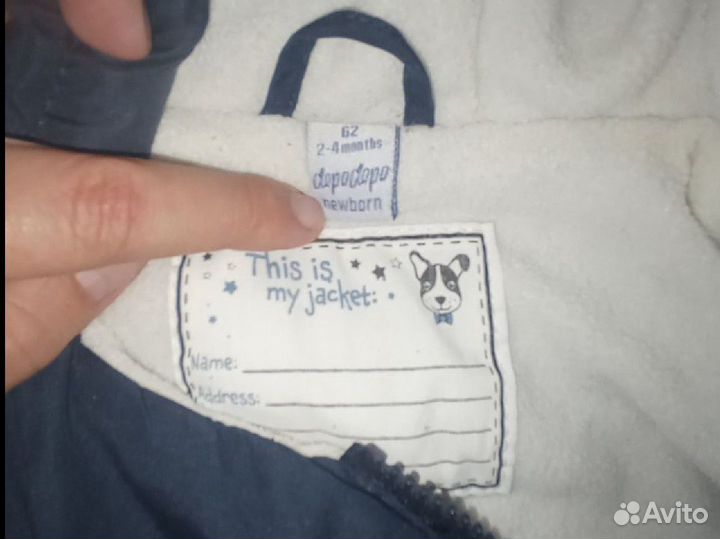 62
2-4 months
dopodopo
newborn
This is
my jacket:
Name:
Address:
Avito